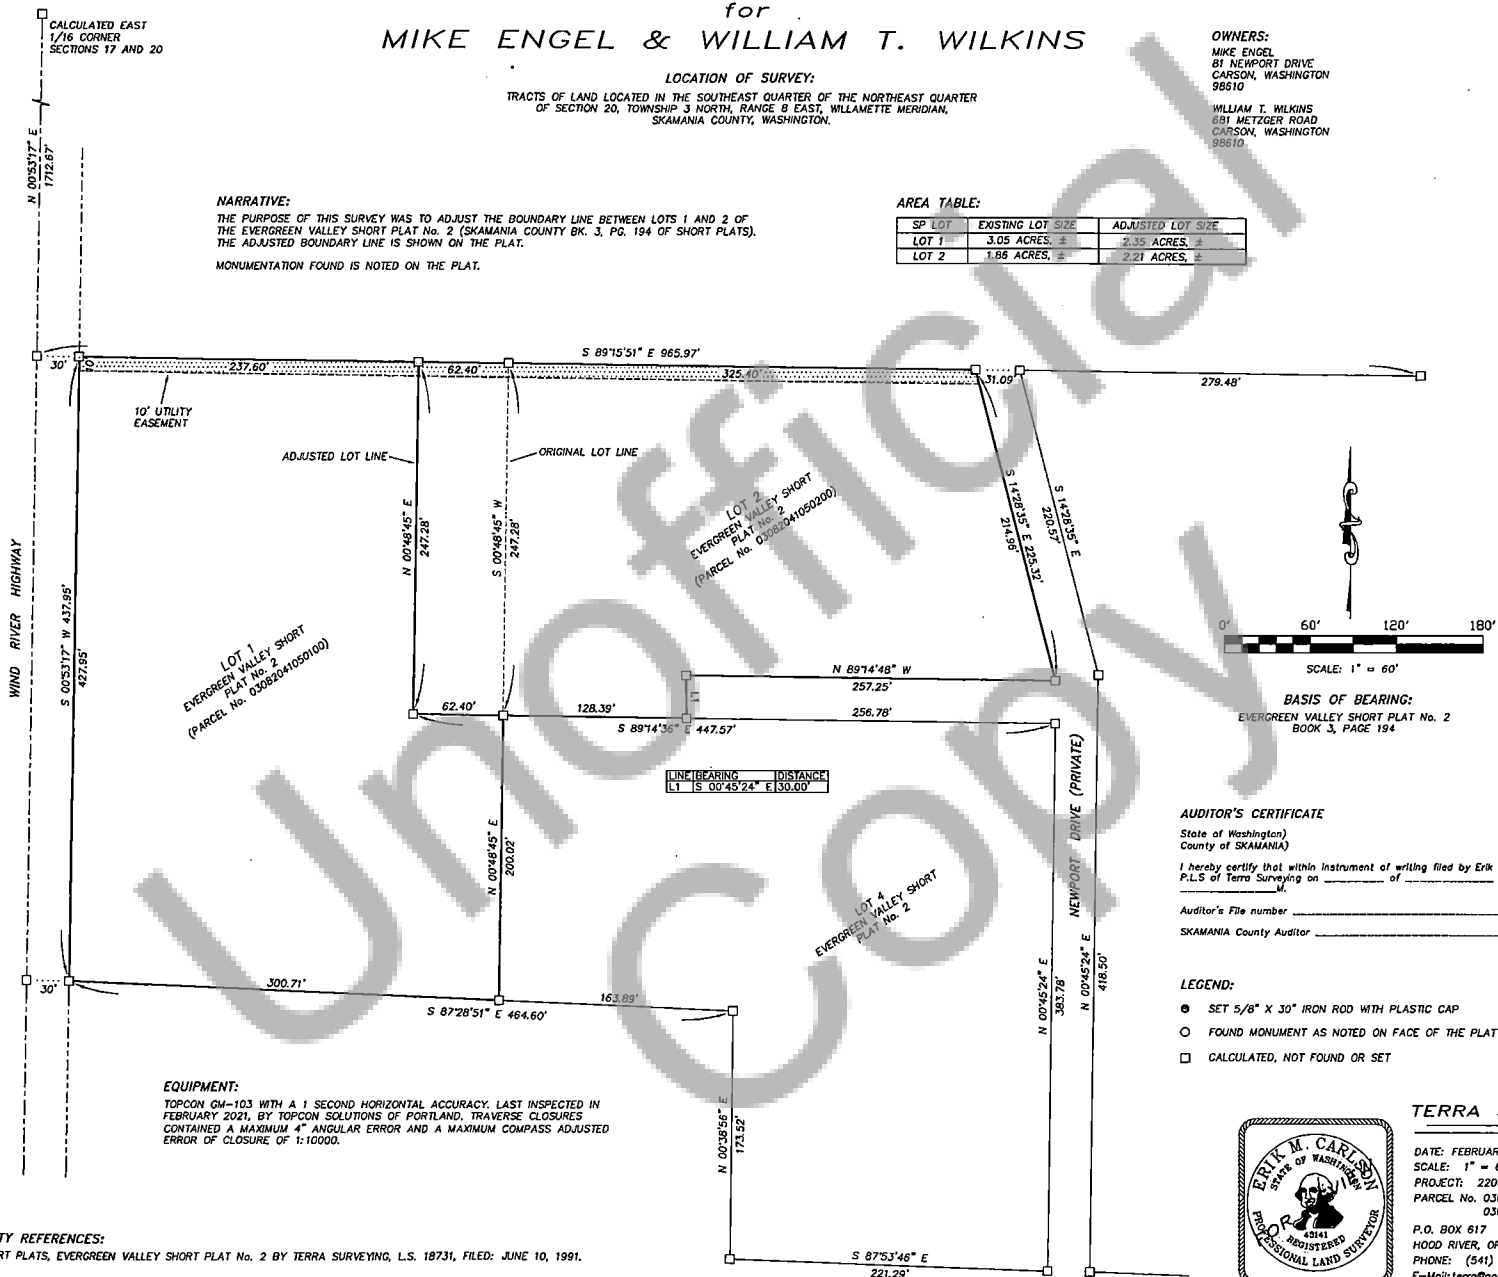 for
MIKE ENGEL & WILLIAM T. WILKINS
CALCULATED EAST
1/16 CORNER
SECTIONS 17 AND 20
LOCATION OF SURVEY:
TRACTS OF LAND LOCATED IN THE SOUTHEAST QUARTER OF THE NORTHEAST QUARTER
OF SECTION 20, TOWNSHIP 3 NORTH, RANGE 8 EAST, WILLAMETTE MERIDIAN,
SKAMANIA COUNTY, WASHINGTON.
OWNERS:
MIKE ENGEL
81 NEWPORT DRIVE
CARSON, WASHINGTON
98610
WILLIAM T. WILKINS
681 METZGER ROAD
CARSON, WASHINGTON
98610
N 00°53'17" E
1712.67'
NARRATIVE:
THE PURPOSE OF THIS SURVEY WAS TO ADJUST THE BOUNDARY LINE BETWEEN LOTS 1 AND 2 OF
THE EVERGREEN VALLEY SHORT PLAT No. 2 (SKAMANIA COUNTY BK. 3, PG. 194 OF SHORT PLATS).
THE ADJUSTED BOUNDARY LINE IS SHOWN ON THE PLAT.
MONUMENTATION FOUND IS NOTED ON THE PLAT.
AREA TABLE:
SP LOT EXISTING LOT SIZE ADJUSTED LOT SIZE
LOT 1 3.05 ACRES, ± 2.35 ACRES, ±
LOT 2 1.86 ACRES, ± 2.21 ACRES, ±
S 89°15'51" E 965.97'
30'
10'
237.60'
62.40'
325.40'
31.09'
279.48'
10' UTILITY
EASEMENT
ADJUSTED LOT LINE
ORIGINAL LOT LINE
N 00°48'45" E
247.28'
S 00°48'45" W
247.28'
LOT 2
EVERGREEN VALLEY SHORT
PLAT No. 2
(PARCEL No. 03082041050200)
S 14°28'35" E 225.32'
214.96'
S 14°28'35" E
220.57'
WIND RIVER HIGHWAY
S 00°53'17" W 437.95'
427.95'
LOT 1
EVERGREEN VALLEY SHORT
PLAT No. 2
(PARCEL No. 03082041050100)
0' 60' 120' 180'
SCALE: 1" = 60'
BASIS OF BEARING:
EVERGREEN VALLEY SHORT PLAT No. 2
BOOK 3, PAGE 194
N 89°14'48" W
257.25'
L1
62.40'
128.39'
256.78'
S 89°14'36" E 447.57'
LINE BEARING DISTANCE
L1 S 00°45'24" E 30.00'
NEWPORT DRIVE (PRIVATE)
N 00°48'45" E
200.02'
LOT 4
EVERGREEN VALLEY SHORT
PLAT No. 2
N 00°45'24" E
383.78'
N 00°45'24" E
418.50'
AUDITOR'S CERTIFICATE
State of Washington)
County of SKAMANIA)
I hereby certify that within instrument of writing filed by Erik
P.L.S of Terra Surveying on ________ of ____________
____________M.
Auditor's File number ____________
SKAMANIA County Auditor ____________
30'
300.71'
163.89'
S 87°28'51" E 464.60'
LEGEND:
SET 5/8" X 30" IRON ROD WITH PLASTIC CAP
FOUND MONUMENT AS NOTED ON FACE OF THE PLAT
CALCULATED, NOT FOUND OR SET
EQUIPMENT:
TOPCON GM-103 WITH A 1 SECOND HORIZONTAL ACCURACY. LAST INSPECTED IN
FEBRUARY 2021, BY TOPCON SOLUTIONS OF PORTLAND. TRAVERSE CLOSURES
CONTAINED A MAXIMUM 4" ANGULAR ERROR AND A MAXIMUM COMPASS ADJUSTED
ERROR OF CLOSURE OF 1:10000.
N 00°38'56" E
173.52'
S 87°53'46" E
221.29'
TY REFERENCES:
RT PLATS, EVERGREEN VALLEY SHORT PLAT No. 2 BY TERRA SURVEYING, L.S. 18731, FILED: JUNE 10, 1991.
ERIK M. CARLSON
STATE OF WASHINGTON
43141
REGISTERED
PROFESSIONAL LAND SURVEYOR
TERRA
DATE: FEBRUAR
SCALE: 1" = 6
PROJECT: 220
PARCEL No. 03
03
P.O. BOX 617
HOOD RIVER, OR
PHONE: (541)
Unofficial
Copy